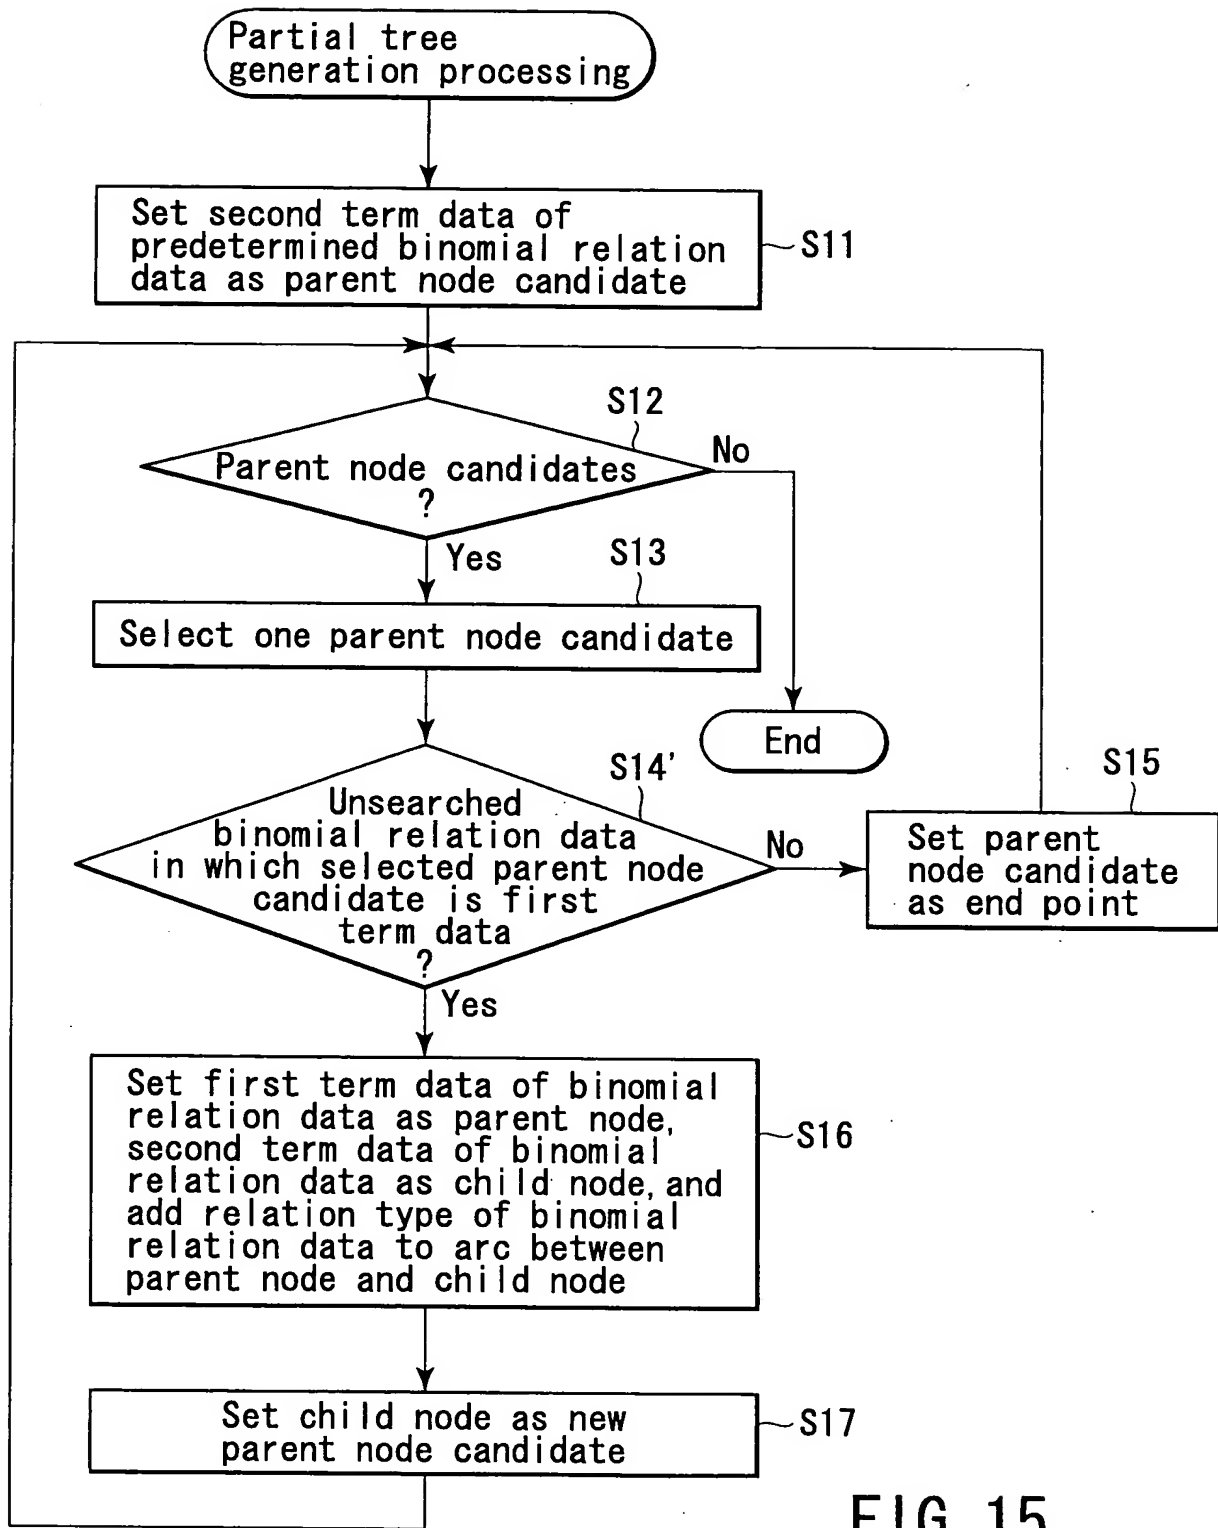 Partial tree
generation processing
Set second term data of
predetermined binomial relation
data as parent node candidate
S11
S12
Parent node candidates
?
No
Yes
S13
Select one parent node candidate
End
S14'
Unsearched
binomial relation data
in which selected parent node
candidate is first
term data
?
No
S15
Set parent
node candidate
as end point
Yes
Set first term data of binomial
relation data as parent node,
second term data of binomial
relation data as child node, and
add relation type of binomial
relation data to arc between
parent node and child node
S16
Set child node as new
parent node candidate
S17
FIG. 15